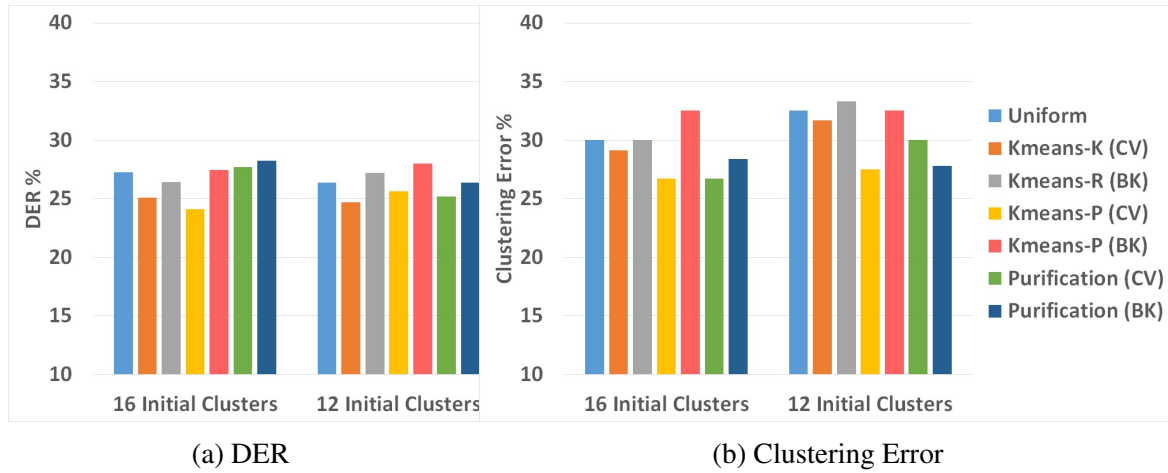 40
35
30
25
20
15
10
DER %
16 Initial Clusters
12 Initial Clusters
(a) DER
40
35
30
25
20
15
10
Clustering Error %
16 Initial Clusters
12 Initial Clusters
Uniform
Kmeans-K (CV)
Kmeans-R (BK)
Kmeans-P (CV)
Kmeans-P (BK)
Purification (CV)
Purification (BK)
(b) Clustering Error